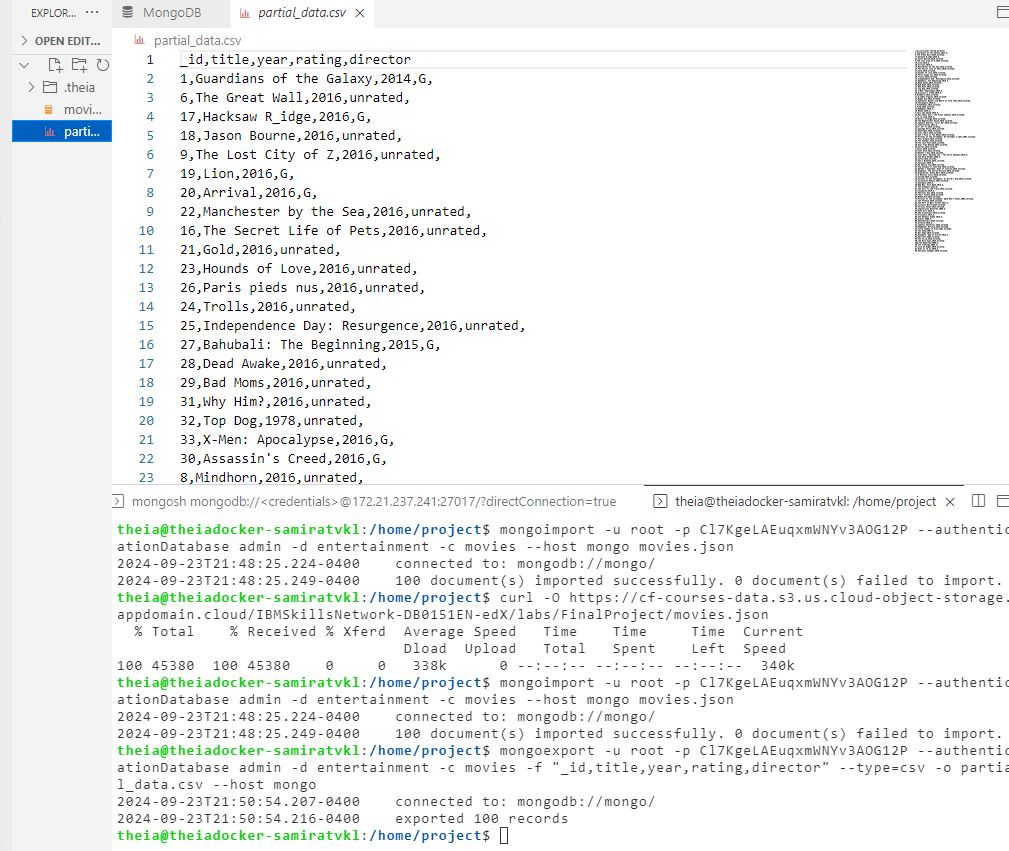 EXPLOR... ···
MongoDB
partial_data.csv
OPEN EDIT...
.theia
movi...
parti...
partial_data.csv
1 _id,title,year,rating,director
2 1,Guardians of the Galaxy,2014,G,
3 6,The Great Wall,2016,unrated,
4 17,Hacksaw R_idge,2016,G,
5 18,Jason Bourne,2016,unrated,
6 9,The Lost City of Z,2016,unrated,
7 19,Lion,2016,G,
8 20,Arrival,2016,G,
9 22,Manchester by the Sea,2016,unrated,
10 16,The Secret Life of Pets,2016,unrated,
11 21,Gold,2016,unrated,
12 23,Hounds of Love,2016,unrated,
13 26,Paris pieds nus,2016,unrated,
14 24,Trolls,2016,unrated,
15 25,Independence Day: Resurgence,2016,unrated,
16 27,Bahubali: The Beginning,2015,G,
17 28,Dead Awake,2016,unrated,
18 29,Bad Moms,2016,unrated,
19 31,Why Him?,2016,unrated,
20 32,Top Dog,1978,unrated,
21 33,X-Men: Apocalypse,2016,G,
22 30,Assassin's Creed,2016,G,
23 8,Mindhorn,2016,unrated,
mongosh mongodb://<credentials>@172.21.237.241:27017/?directConnection=true
theia@theiadocker-samiratvkl: /home/project
theia@theiadocker-samiratvkl:/home/project$ mongoimport -u root -p Cl7KgeLAEuqxmWNYv3AOG12P --authentic
ationDatabase admin -d entertainment -c movies --host mongo movies.json
2024-09-23T21:48:25.224-0400 connected to: mongodb://mongo/
2024-09-23T21:48:25.249-0400 100 document(s) imported successfully. 0 document(s) failed to import.
theia@theiadocker-samiratvkl:/home/project$ curl -O https://cf-courses-data.s3.us.cloud-object-storage.
appdomain.cloud/IBMSkillsNetwork-DB0151EN-edX/labs/FinalProject/movies.json
% Total % Received % Xferd Average Speed Time Time Time Current
Dload Upload Total Spent Left Speed
100 45380 100 45380 0 0 338k 0 --:--:-- --:--:-- --:--:-- 340k
theia@theiadocker-samiratvkl:/home/project$ mongoimport -u root -p Cl7KgeLAEuqxmWNYv3AOG12P --authentic
ationDatabase admin -d entertainment -c movies --host mongo movies.json
2024-09-23T21:48:25.224-0400 connected to: mongodb://mongo/
2024-09-23T21:48:25.249-0400 100 document(s) imported successfully. 0 document(s) failed to import.
theia@theiadocker-samiratvkl:/home/project$ mongoexport -u root -p Cl7KgeLAEuqxmWNYv3AOG12P --authentic
ationDatabase admin -d entertainment -c movies -f "_id,title,year,rating,director" --type=csv -o partia
l_data.csv --host mongo
2024-09-23T21:50:54.207-0400 connected to: mongodb://mongo/
2024-09-23T21:50:54.216-0400 exported 100 records
theia@theiadocker-samiratvkl:/home/project$